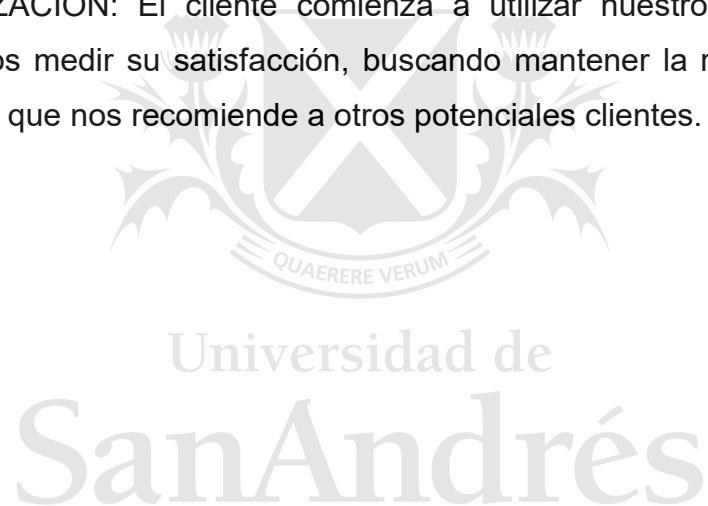 ZACIÓN: El cliente comienza a utilizar nuestro
os medir su satisfacción, buscando mantener la
que nos recomiende a otros potenciales clientes.
QUAERERE VERUM
Universidad de
SanAndrés